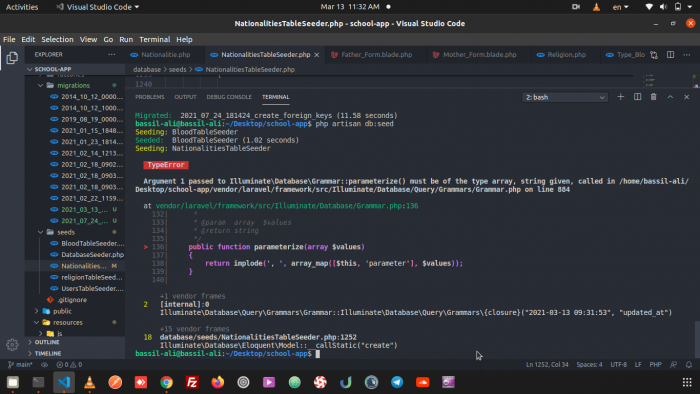 Activities
Visual Studio Code
Mar 13 11:32 AM
en
NationalitiesTableSeeder.php - school-app - Visual Studio Code
File Edit Selection View Go Run Terminal Help
EXPLORER
Nationalitie.php
NationalitiesTableSeeder.php
Father_Form.blade.php
Mother_Form.blade.php
Religion.php
Type_Blo
SCHOOL-APP
database > seeds > NationalitiesTableSeeder.php
1240
migrations
2014_10_12_0000...
2014_10_12_1000...
2019_08_19_0000...
2021_01_15_1848...
2021_01_23_1814...
2021_02_14_1213...
2021_02_18_0902...
2021_02_18_0903...
2021_02_18_0903...
2021_02_22_1159...
2021_03_13_... U
2021_07_24_... U
seeds
BloodTableSeeder....
DatabaseSeeder.php
Nationalities... M
religionTableSeed...
UsersTableSeeder....
.gitignore
public
resources
js
OUTLINE
TIMELINE
PROBLEMS OUTPUT DEBUG CONSOLE TERMINAL
2: bash
Migrated: 2021_07_24_181424_create_foreign_keys (11.58 seconds)
bassil-ali@bassil-ali:~/Desktop/school-app$ php artisan db:seed
Seeding: BloodTableSeeder
Seeded: BloodTableSeeder (1.02 seconds)
Seeding: NationalitiesTableSeeder
TypeError
Argument 1 passed to Illuminate\Database\Grammar::parameterize() must be of the type array, string given, called in /home/bassil-ali/
Desktop/school-app/vendor/laravel/framework/src/Illuminate/Database/Query/Grammars/Grammar.php on line 884
at vendor/laravel/framework/src/Illuminate/Database/Grammar.php:136
132| *
133| * @param array $values
134| * @return string
135| */
> 136| public function parameterize(array $values)
137| {
138| return implode(', ', array_map([$this, 'parameter'], $values));
139| }
140|
+1 vendor frames
2 [internal]:0
Illuminate\Database\Query\Grammars\Grammar::Illuminate\Database\Query\Grammars\{closure}("2021-03-13 09:31:53", "updated_at")
+15 vendor frames
18 database/seeds/NationalitiesTableSeeder.php:1252
Illuminate\Database\Eloquent\Model::__callStatic("create")
bassil-ali@bassil-ali:~/Desktop/school-app$
main* 0 0
Ln 1252, Col 34 Spaces: 4 UTF-8 LF PHP